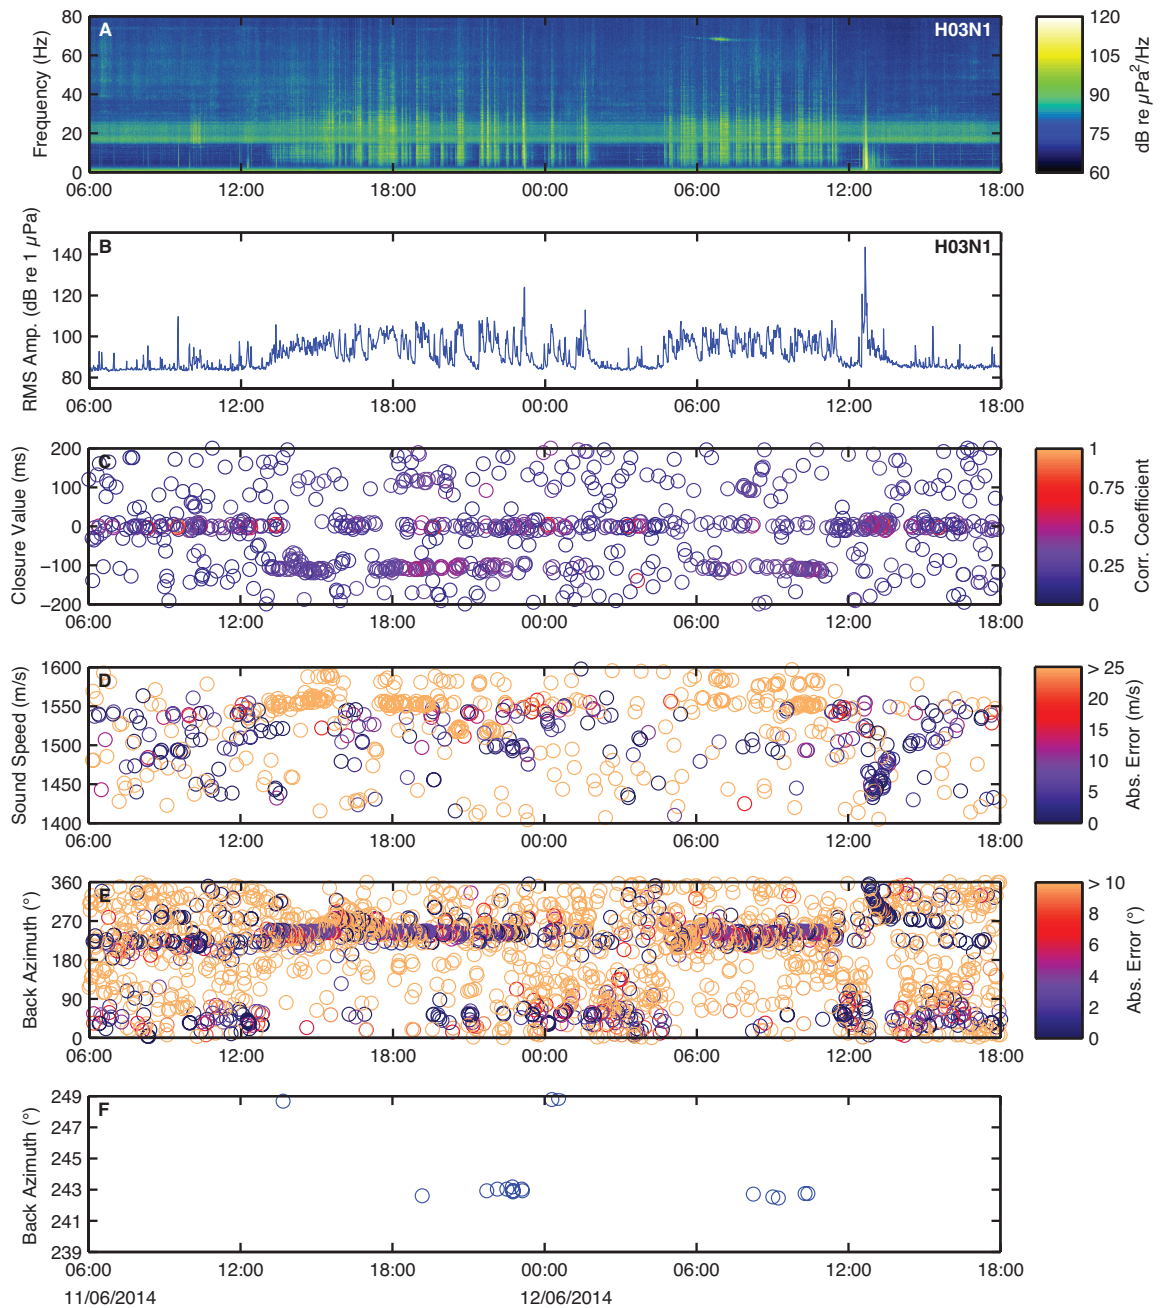 A
H03N1
Frequency (Hz)
80
60
40
20
0
06:00 12:00 18:00 00:00 06:00 12:00 18:00
120
105
90
75
60
dB re µPa²/Hz
B
H03N1
RMS Amp. (dB re 1 µPa)
140
120
100
80
06:00 12:00 18:00 00:00 06:00 12:00 18:00
C
Closure Value (ms)
200
100
0
−100
−200
06:00 12:00 18:00 00:00 06:00 12:00 18:00
1
0.75
0.5
0.25
0
Corr. Coefficient
D
Sound Speed (m/s)
1600
1550
1500
1450
1400
06:00 12:00 18:00 00:00 06:00 12:00 18:00
> 25
20
15
10
5
0
Abs. Error (m/s)
E
Back Azimuth (°)
360
270
180
90
0
06:00 12:00 18:00 00:00 06:00 12:00 18:00
> 10
8
6
4
2
0
Abs. Error (°)
F
Back Azimuth (°)
249
247
245
243
241
239
06:00 12:00 18:00 00:00 06:00 12:00 18:00
11/06/2014 12/06/2014